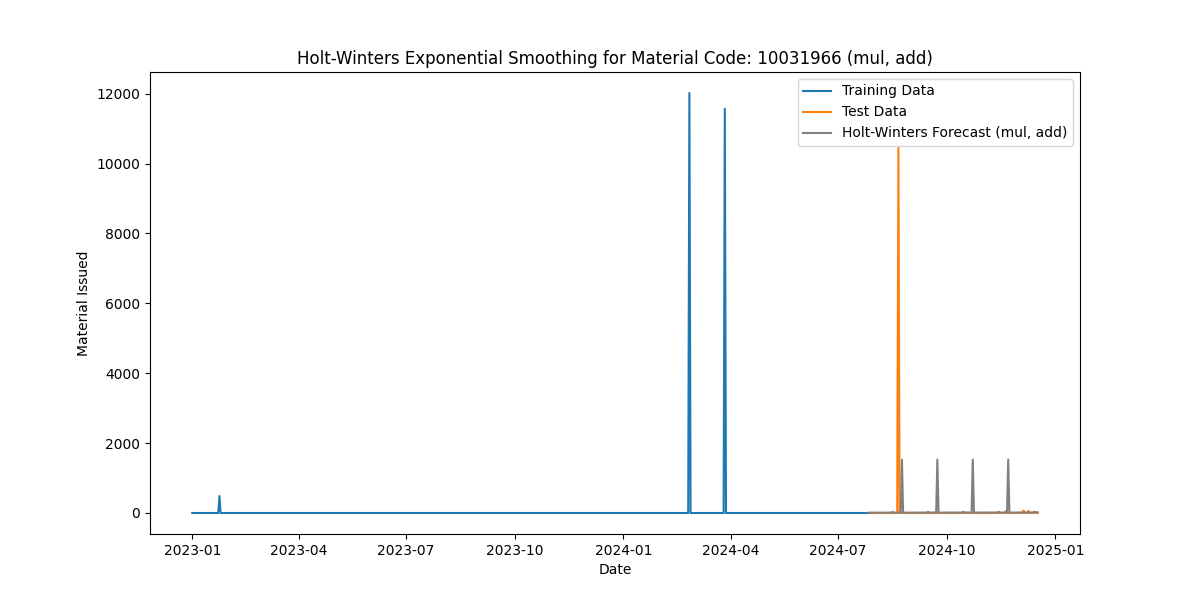 Holt-Winters Exponential Smoothing for Material Code: 10031966 (mul, add)
Training Data
Test Data
Holt-Winters Forecast (mul, add)
Material Issued
12000
10000
8000
6000
4000
2000
0
2023-01 2023-04 2023-07 2023-10 2024-01 2024-04 2024-07 2024-10 2025-01
Date